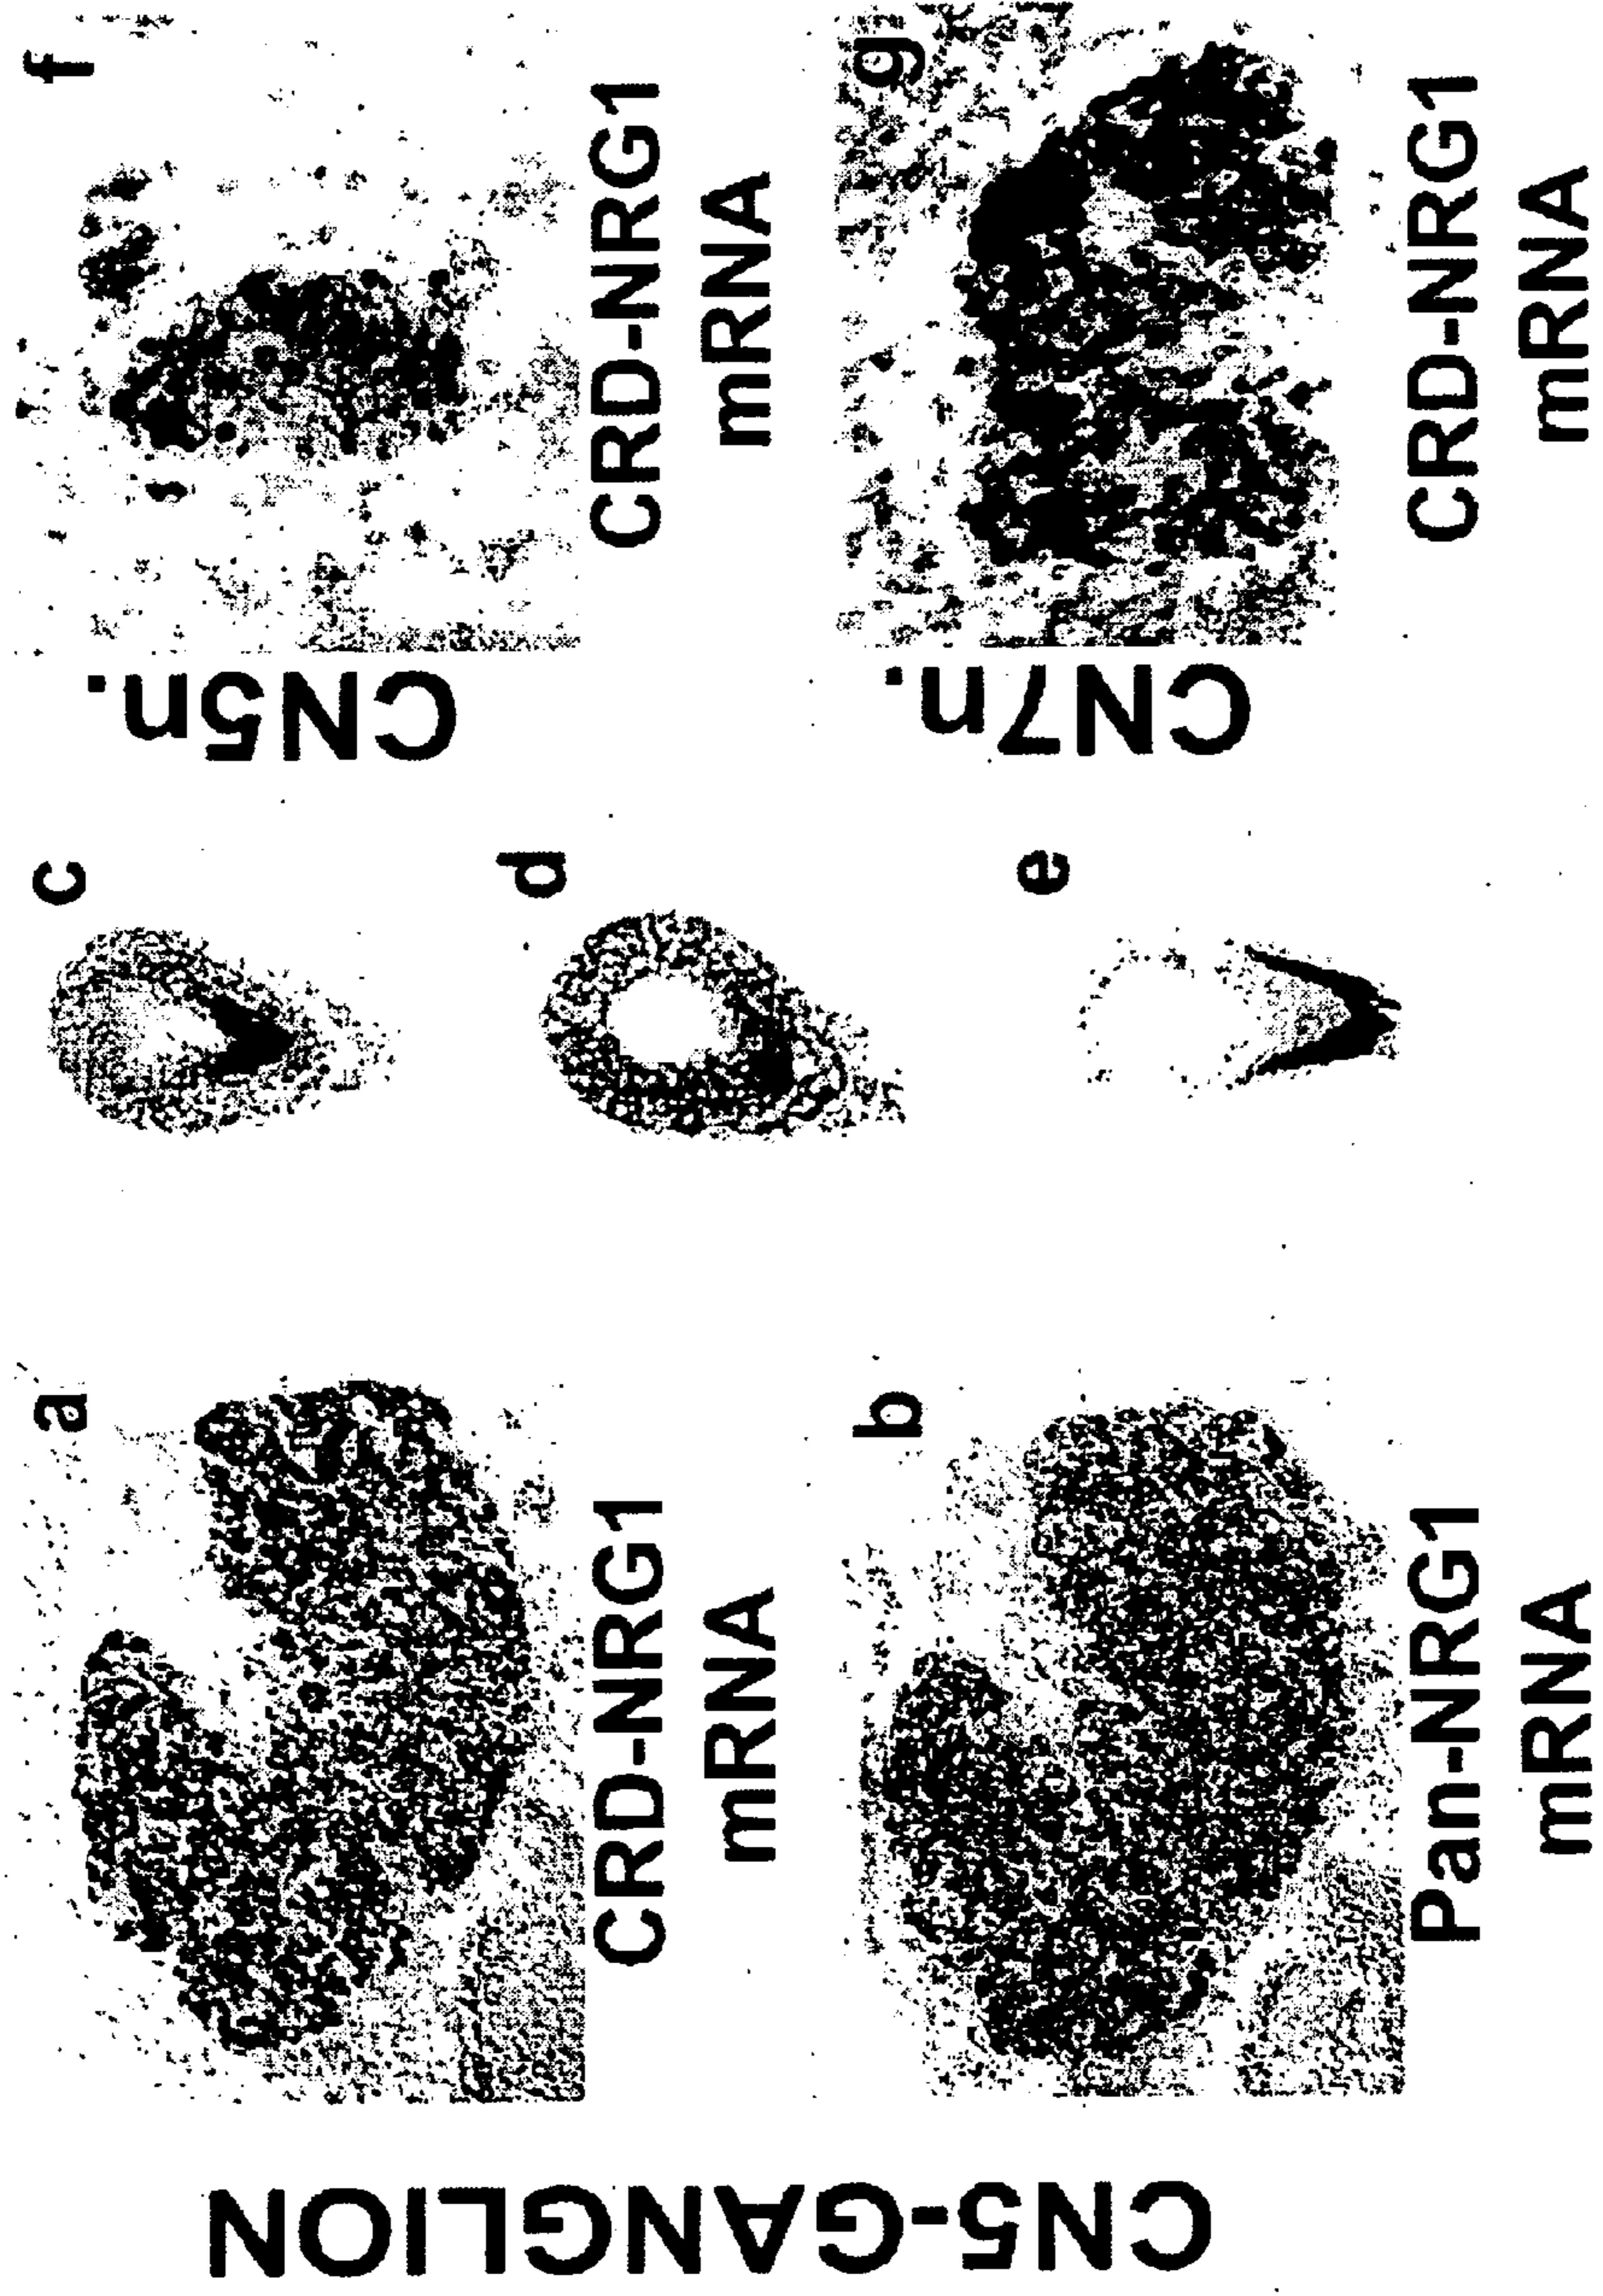 CN5-GANGLION
a
CRD-NRG1
mRNA
b
Pan-NRG1
mRNA
c
d
e
CN5n.
f
CRD-NRG1
mRNA
CN7n.
g
CRD-NRG1
mRNA